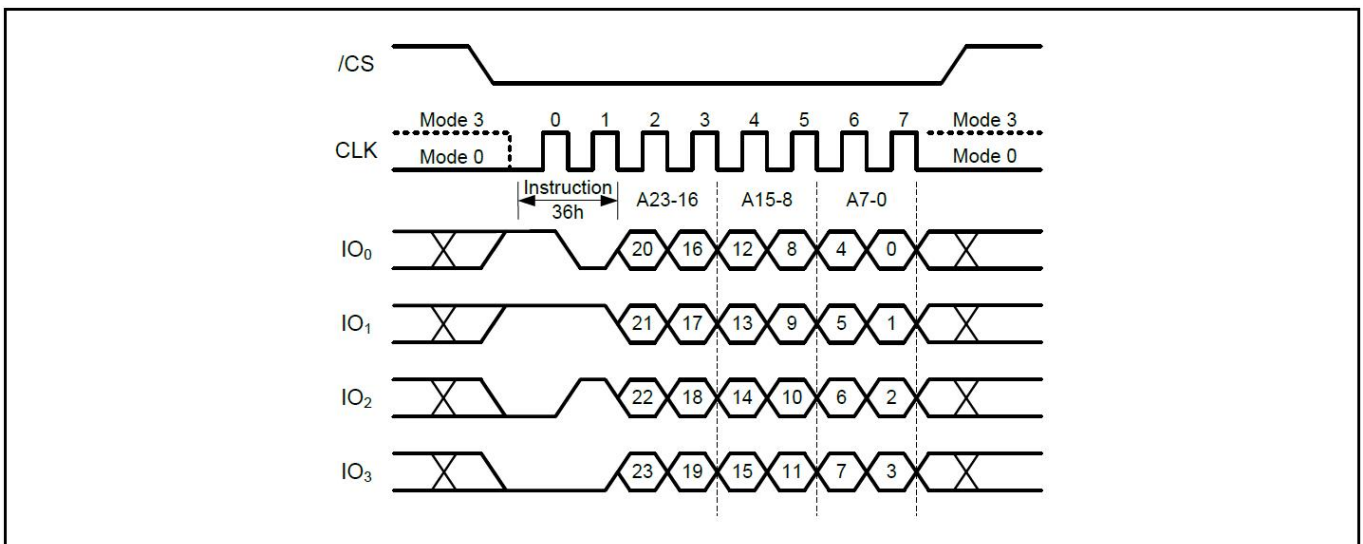 /CS
Mode 3 0 1 2 3 4 5 6 7 Mode 3
CLK
Mode 0 Mode 0
Instruction
36h
A23-16 A15-8 A7-0
IO0 20 16 12 8 4 0
IO1 21 17 13 9 5 1
IO2 22 18 14 10 6 2
IO3 23 19 15 11 7 3